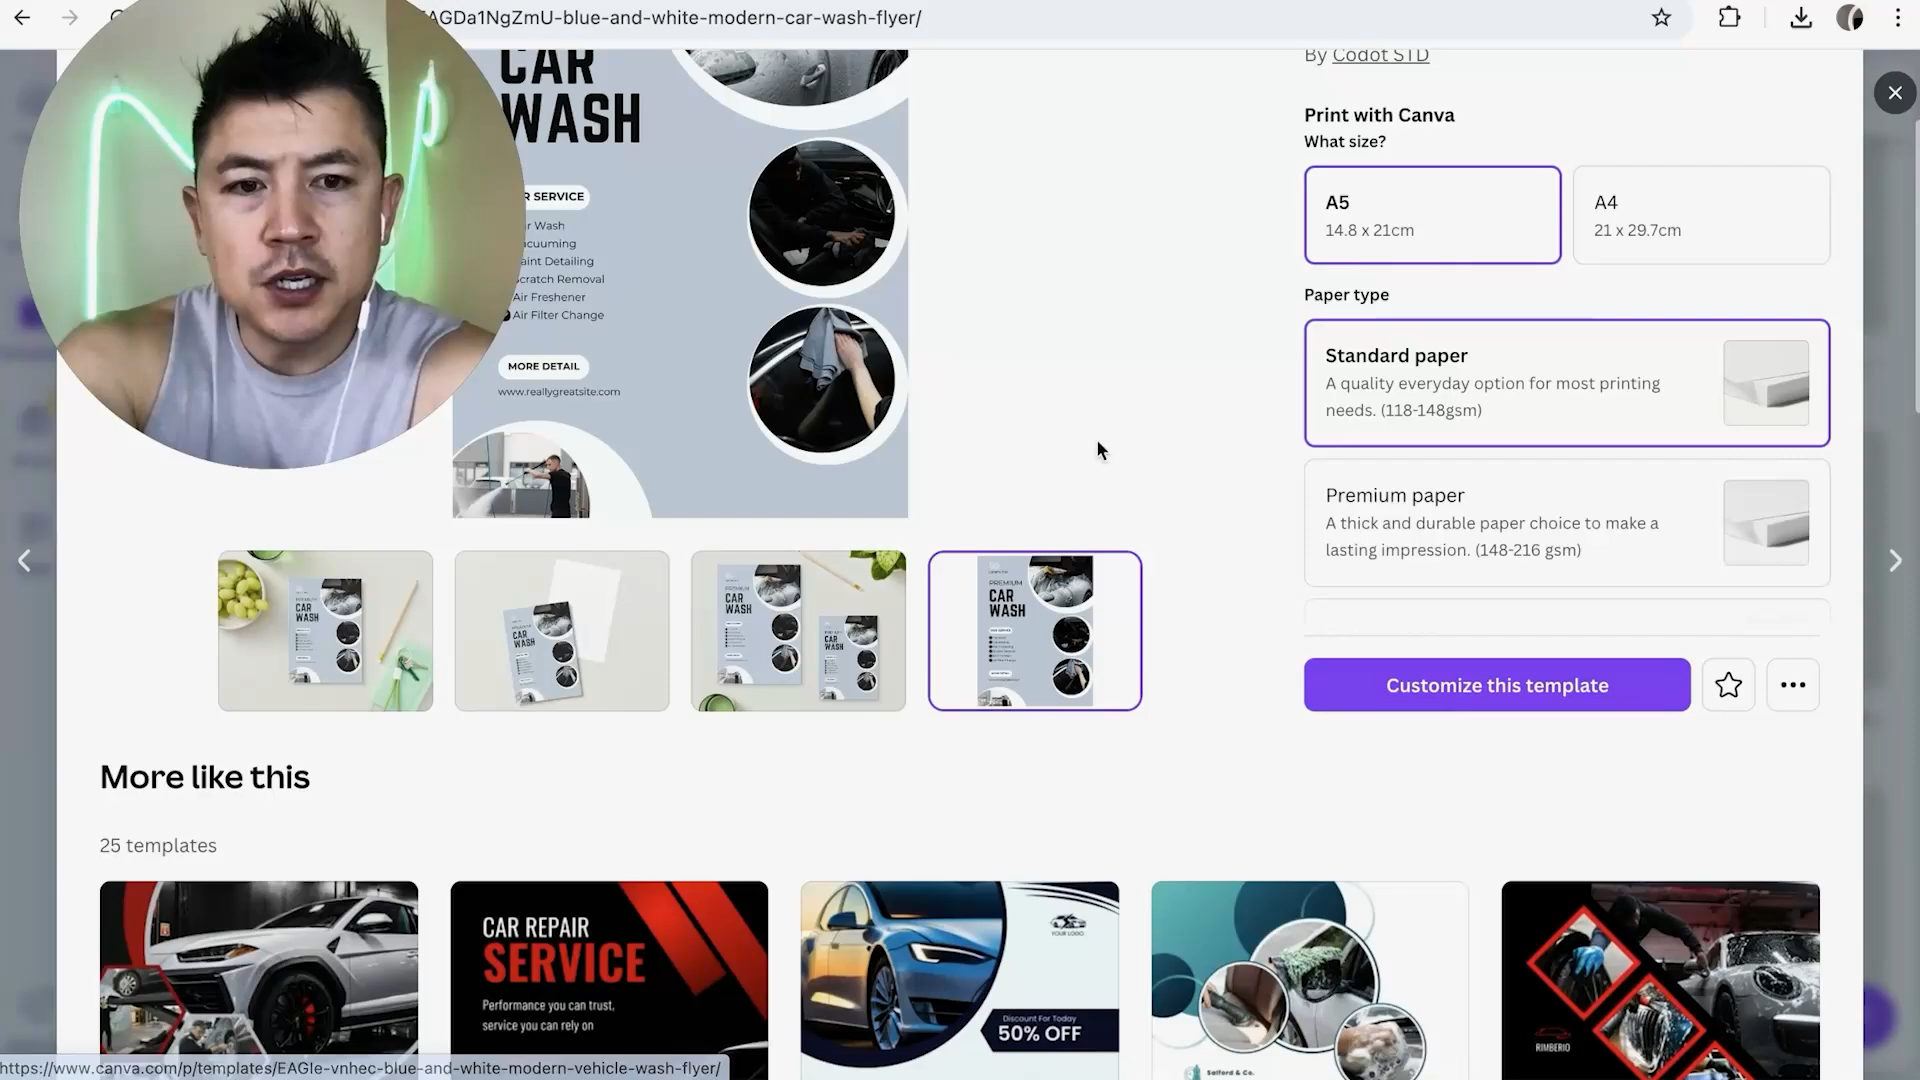 AGDa1NgZmU-blue-and-white-modern-car-wash-flyer/
By Codot STD
CAR
WASH
R SERVICE
r Wash
cuuming
aint Detailing
cratch Removal
Air Freshener
Air Filter Change
MORE DETAIL
www.reallygreatsite.com
Print with Canva
What size?
A5
14.8 x 21cm
A4
21 x 29.7cm
Paper type
Standard paper
A quality everyday option for most printing
needs. (118-148gsm)
Premium paper
A thick and durable paper choice to make a
lasting impression. (148-216 gsm)
CAR
WASH
CAR
WASH
CAR
WASH
CAR
WASH
PREMIUM
CAR
WASH
Customize this template
More like this
25 templates
CAR REPAIR
SERVICE
Performance you can trust,
service you can rely on
YOUR LOGO
Discount For Today
50% OFF
Salford & Co.
RIMBERIO
https://www.canva.com/p/templates/EAGIe-vnhec-blue-and-white-modern-vehicle-wash-flyer/